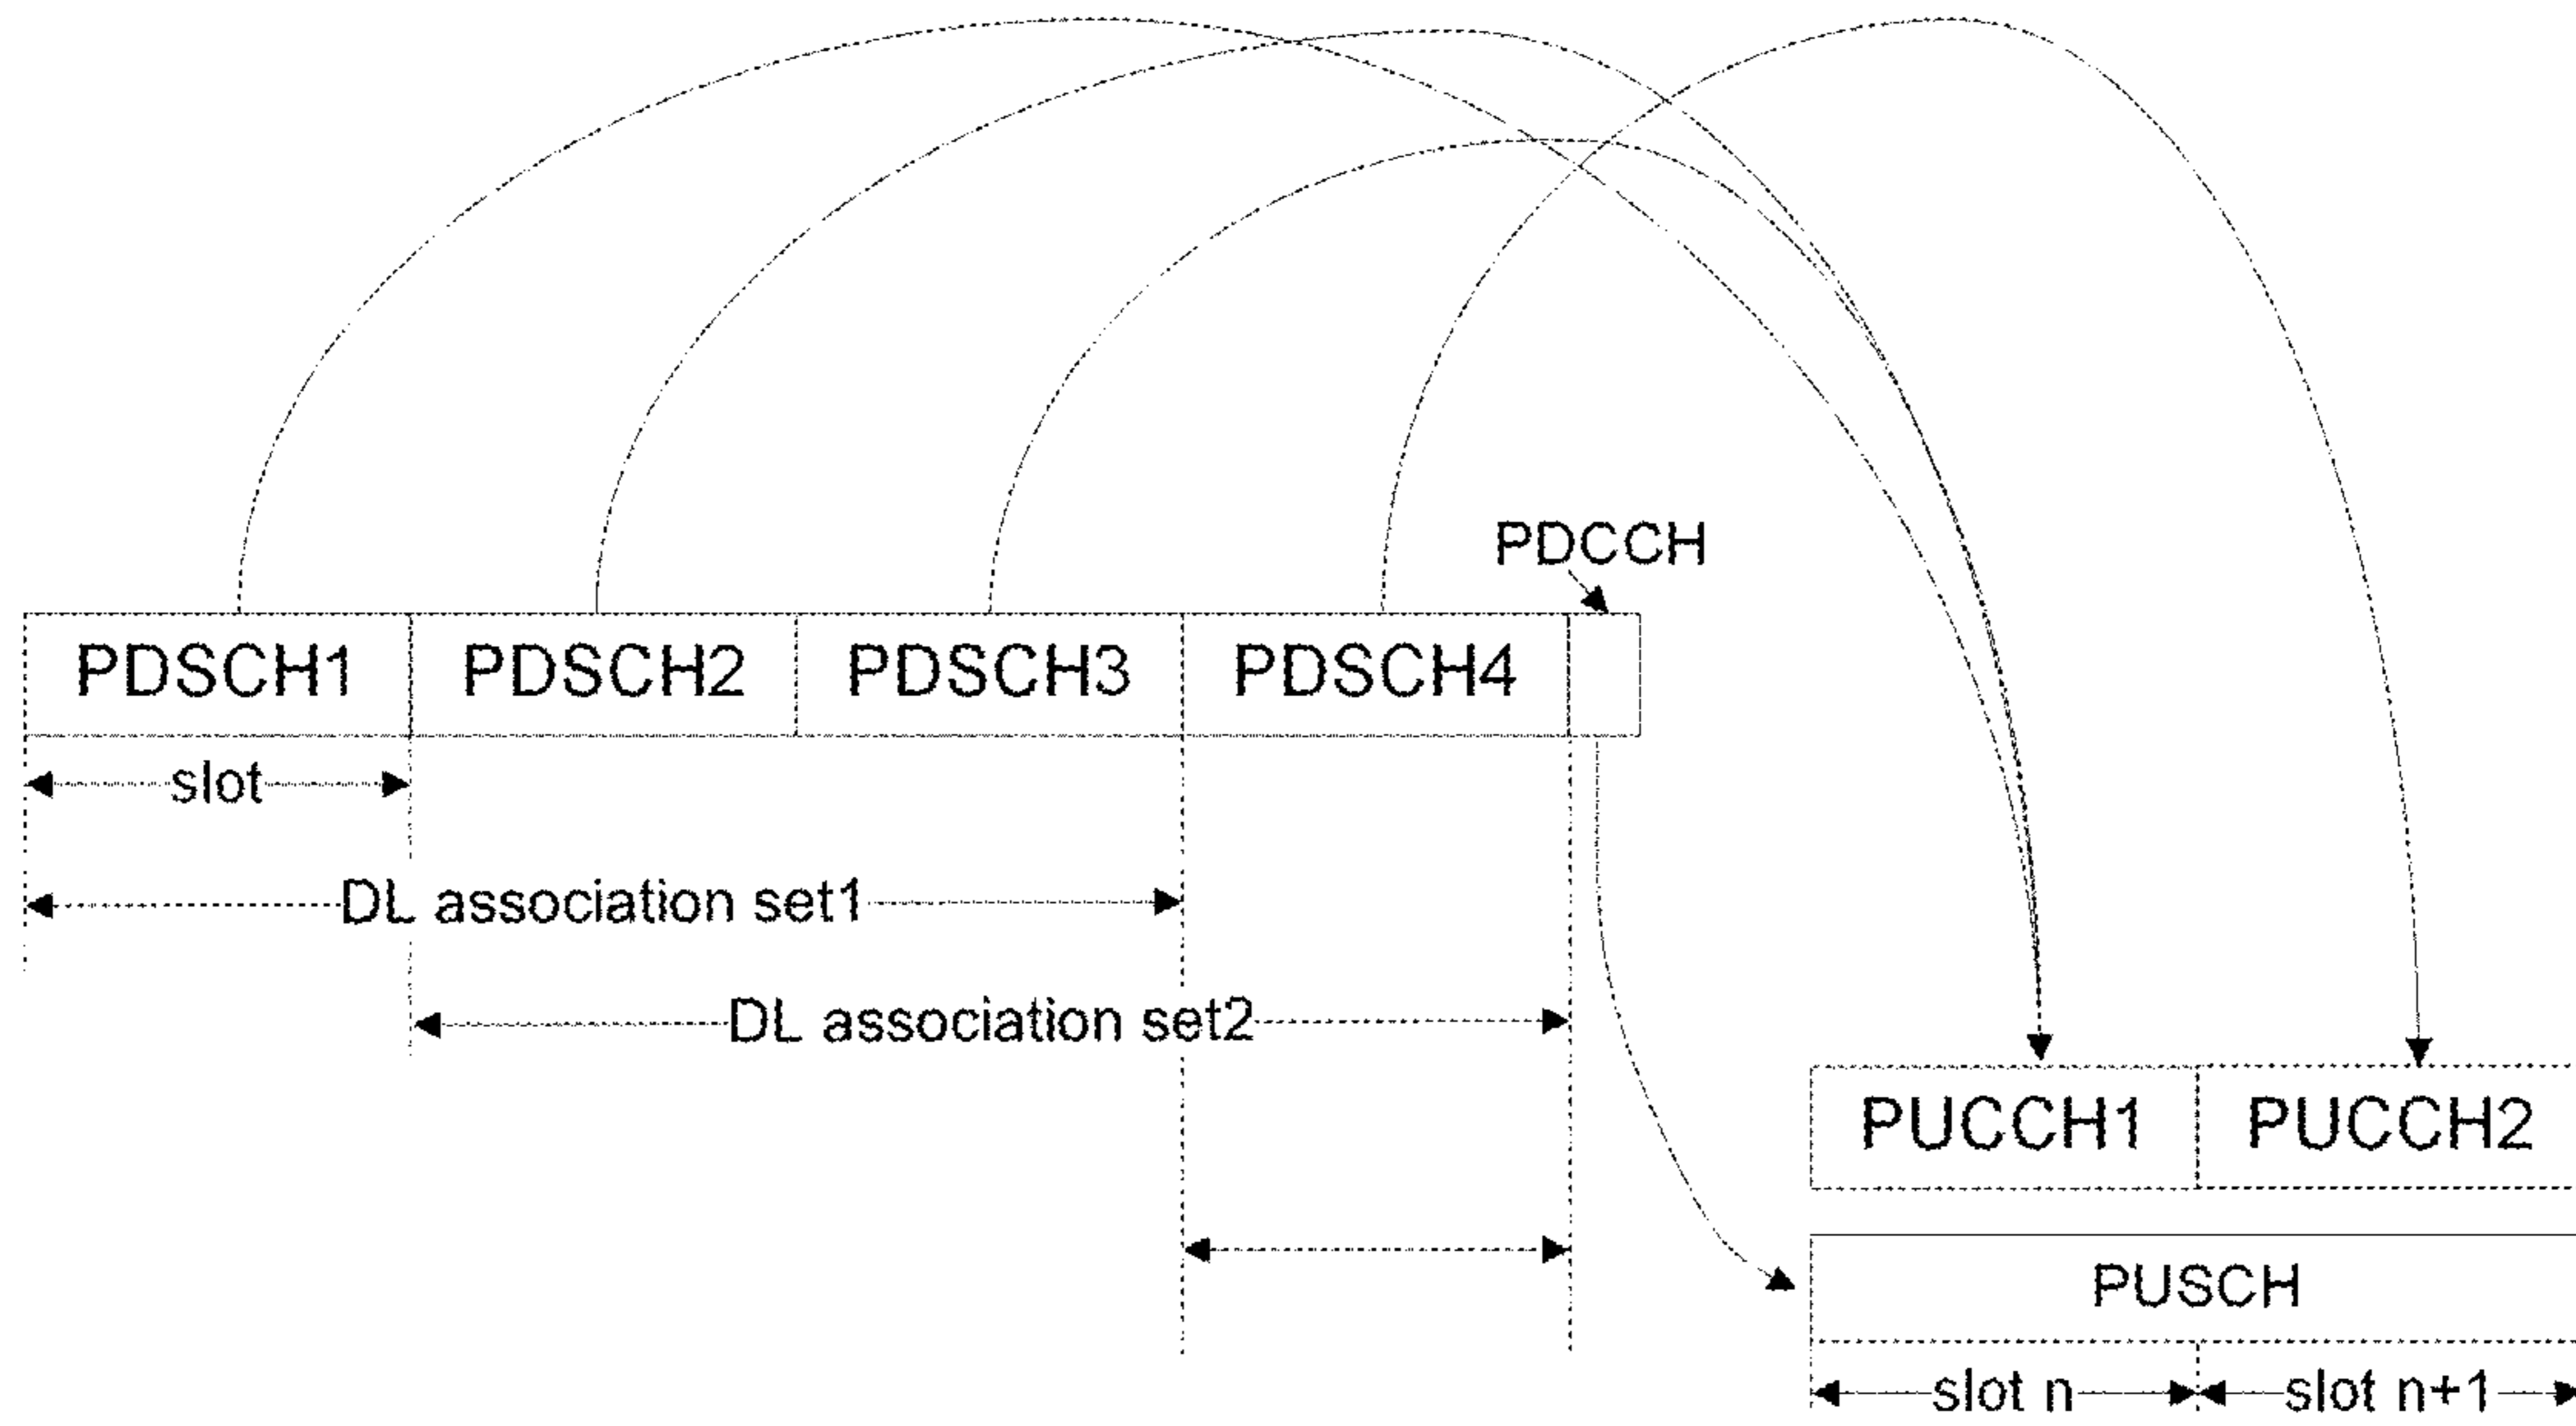 PDCCH
PDSCH1 PDSCH2 PDSCH3 PDSCH4
slot
DL association set1
DL association set2
PUCCH1 PUCCH2
PUSCH
slot n slot n+1